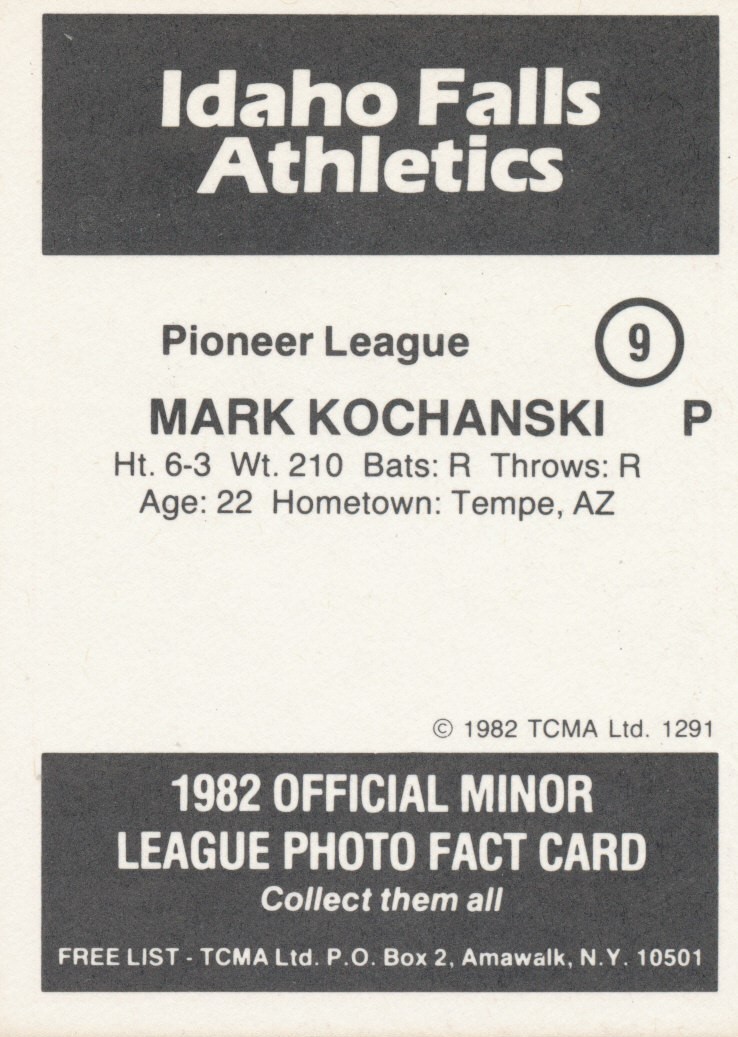 Idaho Falls
Athletics
Pioneer League 9
MARK KOCHANSKI P
Ht. 6-3 Wt. 210 Bats: R Throws: R
Age: 22 Hometown: Tempe, AZ
© 1982 TCMA Ltd. 1291
1982 OFFICIAL MINOR
LEAGUE PHOTO FACT CARD
Collect them all
FREE LIST - TCMA Ltd. P.O. Box 2, Amawalk, N.Y. 10501